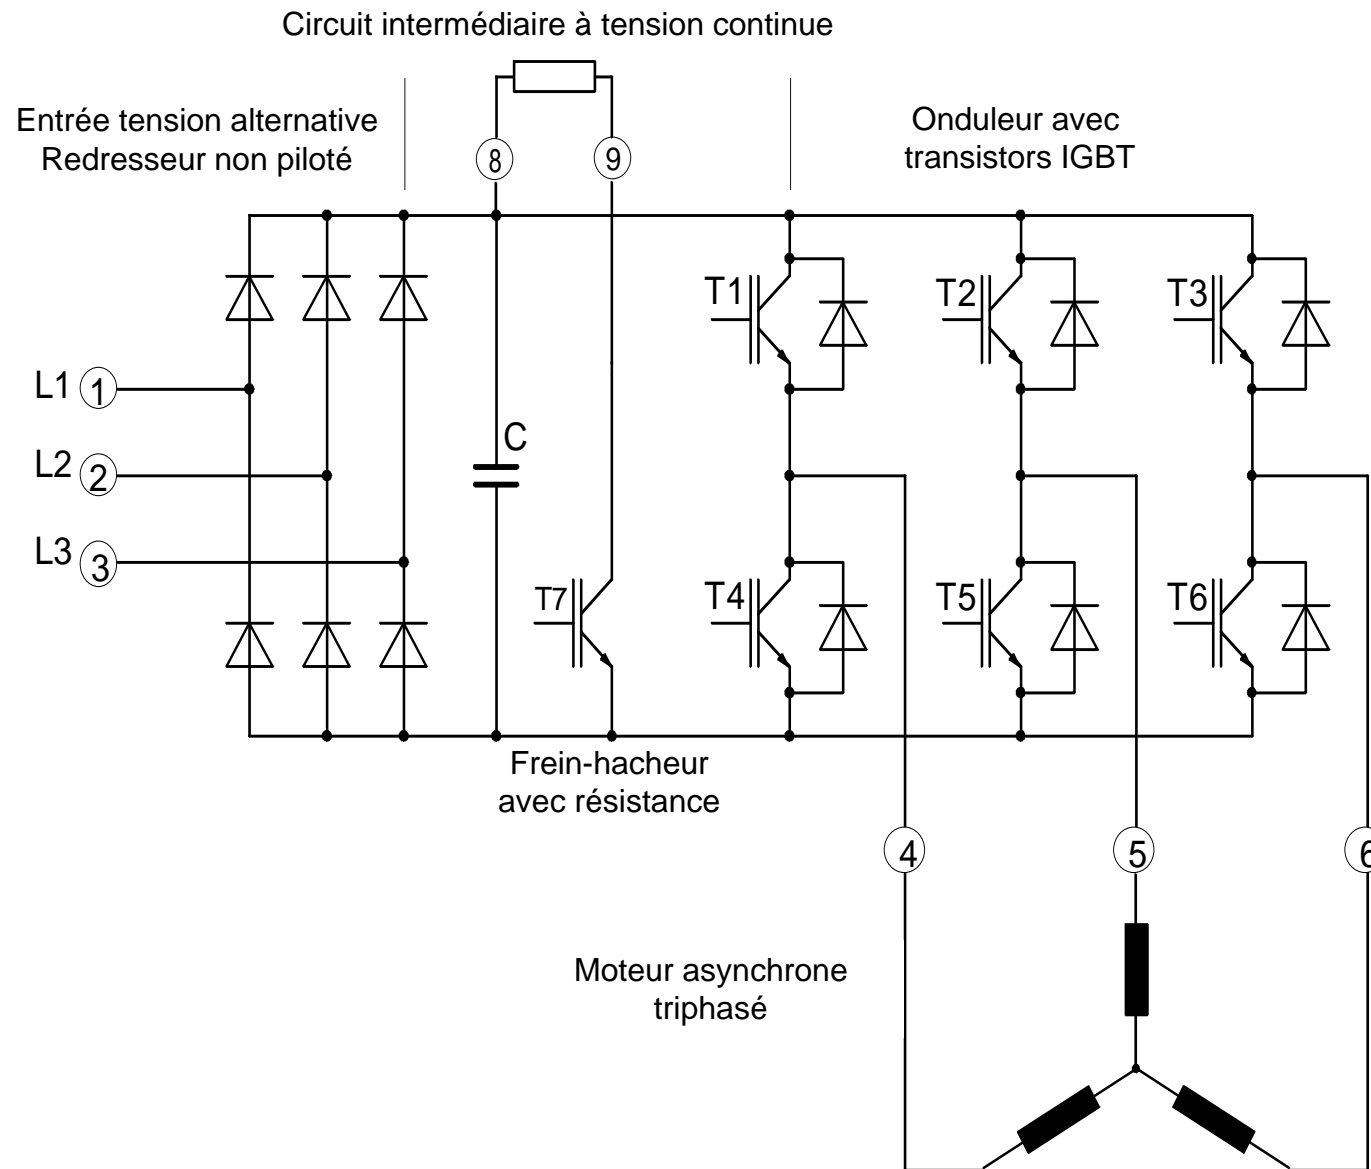 Circuit intermédiaire à tension continue
Entrée tension alternative
Redresseur non piloté
Onduleur avec
transistors IGBT
8
9
T1
T2
T3
L1 1
C
L2 2
L3 3
T7
T4
T5
T6
Frein-hacheur
avec résistance
4
5
6
Moteur asynchrone
triphasé